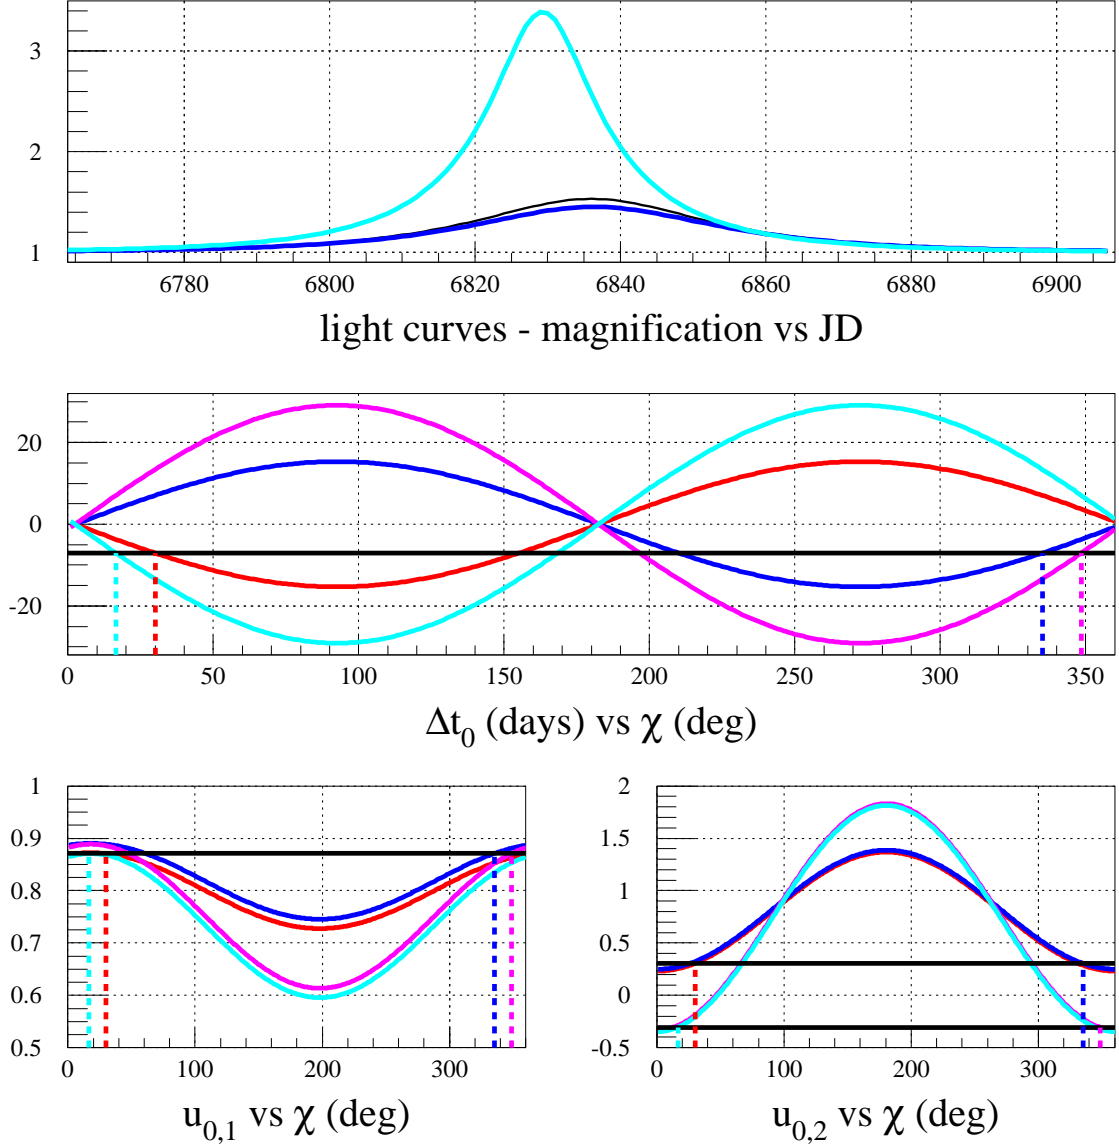 3
2
1
6780 6800 6820 6840 6860 6880 6900
light curves - magnification vs JD
20
0
-20
0 50 100 150 200 250 300 350
Δt0 (days) vs χ (deg)
1
0.9
0.8
0.7
0.6
0.5
0 100 200 300
u0,1 vs χ (deg)
2
1.5
1
0.5
0
-0.5
0 100 200 300
u0,2 vs χ (deg)